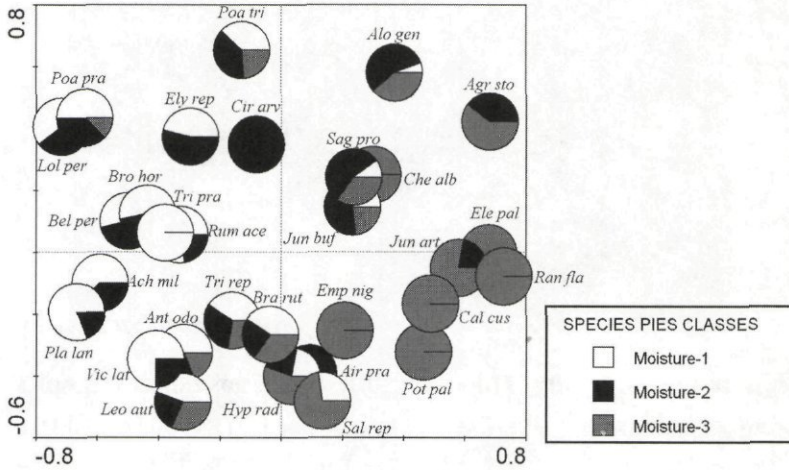 0.8
Poa tri
Alo gen
Poa pra
Ely rep
Cir arv
Agr sto
Lol per
Sag pro
Bro hor
Che alb
Tri pra
Bel per
Rum ace
Jun buf
Ele pal
Jun art
Ran fla
Ach mil
Tri rep
Bra rut
Emp nig
Cal cus
Ant odo
Pla lan
Vic lat
Air pra
Pot pal
Leo aut
Hyp rad
Sal rep
-0.6
-0.8
0.8
SPECIES PIES CLASSES
Moisture-1
Moisture-2
Moisture-3